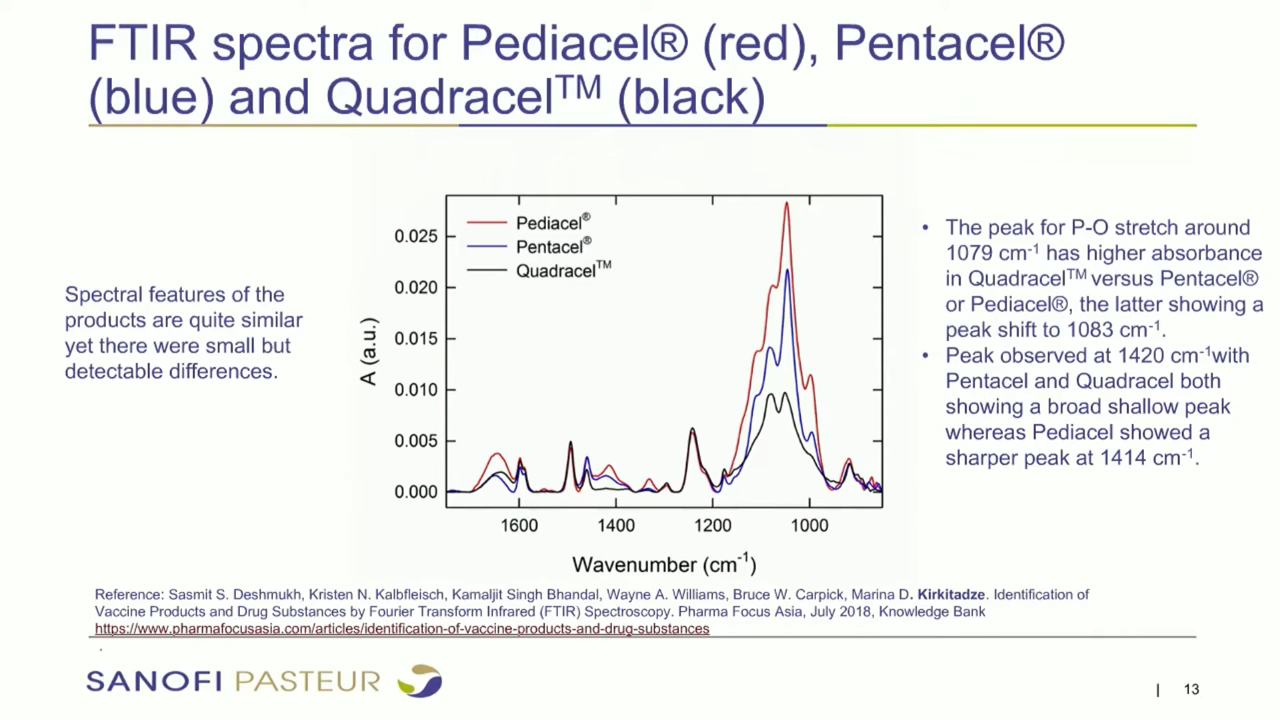 FTIR spectra for Pediacel® (red), Pentacel®
(blue) and Quadracel™ (black)
Spectral features of the
products are quite similar
yet there were small but
detectable differences.
Pediacel®
Pentacel®
Quadracel™
A (a.u.)
0.025
0.020
0.015
0.010
0.005
0.000
1600 1400 1200 1000
Wavenumber (cm⁻¹)
• The peak for P-O stretch around
1079 cm⁻¹ has higher absorbance
in Quadracel™ versus Pentacel®
or Pediacel®, the latter showing a
peak shift to 1083 cm⁻¹.
• Peak observed at 1420 cm⁻¹with
Pentacel and Quadracel both
showing a broad shallow peak
whereas Pediacel showed a
sharper peak at 1414 cm⁻¹.
Reference: Sasmit S. Deshmukh, Kristen N. Kalbfleisch, Kamaljit Singh Bhandal, Wayne A. Williams, Bruce W. Carpick, Marina D. Kirkitadze. Identification of
Vaccine Products and Drug Substances by Fourier Transform Infrared (FTIR) Spectroscopy. Pharma Focus Asia, July 2018, Knowledge Bank
https://www.pharmafocusasia.com/articles/identification-of-vaccine-products-and-drug-substances
.
SANOFI PASTEUR
| 13